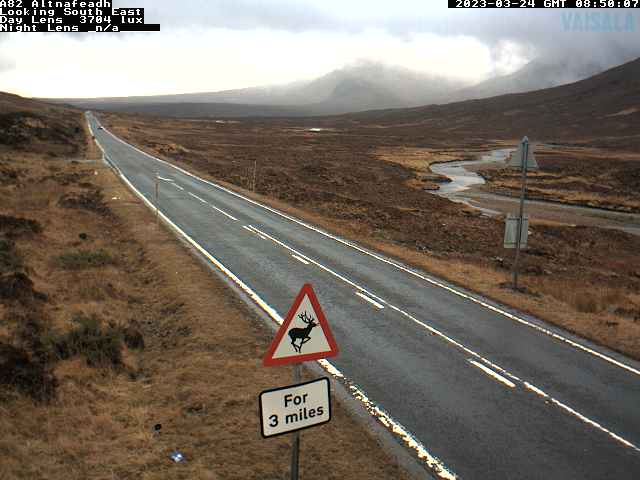 A82 Altnafeadh
Looking South East
Day Lens 3704 lux
Night Lens n/a
2023-03-24 GMT 08:50:07
VAISALA
For
3 miles